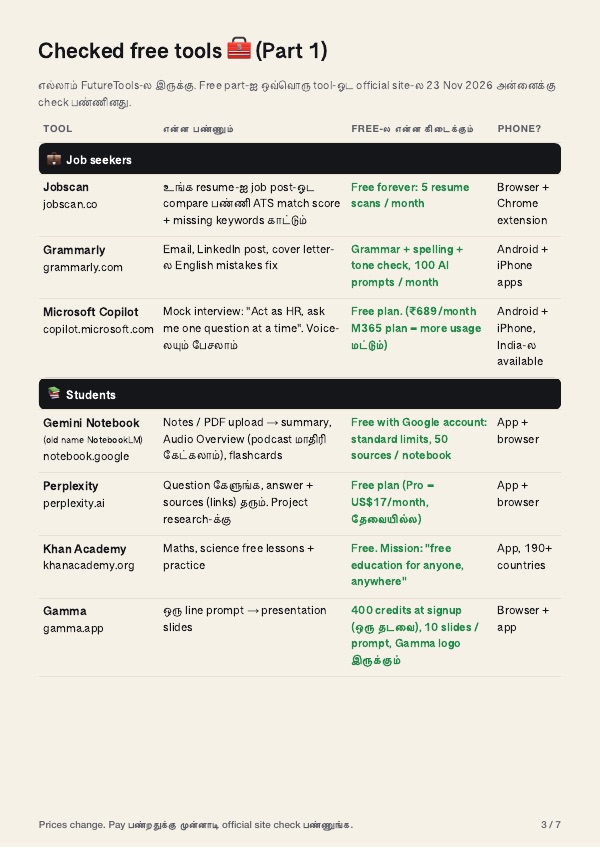 Checked free tools 🧰 (Part 1)
எல்லாம் FutureTools-ல இருக்கு. Free part-ஐ ஒவ்வொரு tool-ஓட official site-ல 23 Nov 2026 அன்னைக்கு
check பண்ணினது.
TOOL என்ன பண்ணும் FREE-ல என்ன கிடைக்கும் PHONE?
💼 Job seekers
Jobscan
jobscan.co
உங்க resume-ஐ job post-ஓட
compare பண்ணி ATS match score
+ missing keywords காட்டும்
Free forever: 5 resume
scans / month
Browser +
Chrome
extension
Grammarly
grammarly.com
Email, LinkedIn post, cover letter-
ல English mistakes fix
Grammar + spelling +
tone check, 100 AI
prompts / month
Android +
iPhone
apps
Microsoft Copilot
copilot.microsoft.com
Mock interview: "Act as HR, ask
me one question at a time". Voice-
லயும் பேசலாம்
Free plan. (₹689/month
M365 plan = more usage
மட்டும்)
Android +
iPhone,
India-ல
available
📚 Students
Gemini Notebook
(old name NotebookLM)
notebook.google
Notes / PDF upload → summary,
Audio Overview (podcast மாதிரி
கேட்கலாம்), flashcards
Free with Google account:
standard limits, 50
sources / notebook
App +
browser
Perplexity
perplexity.ai
Question கேளுங்க, answer +
sources (links) தரும். Project
research-க்கு
Free plan (Pro =
US$17/month,
தேவையில்ல)
App +
browser
Khan Academy
khanacademy.org
Maths, science free lessons +
practice
Free. Mission: "free
education for anyone,
anywhere"
App, 190+
countries
Gamma
gamma.app
ஒரு line prompt → presentation
slides
400 credits at signup
(ஒரு தடவை), 10 slides /
prompt, Gamma logo
இருக்கும்
Browser +
app
Prices change. Pay பண்றதுக்கு முன்னாடி official site check பண்ணுங்க. 3 / 7